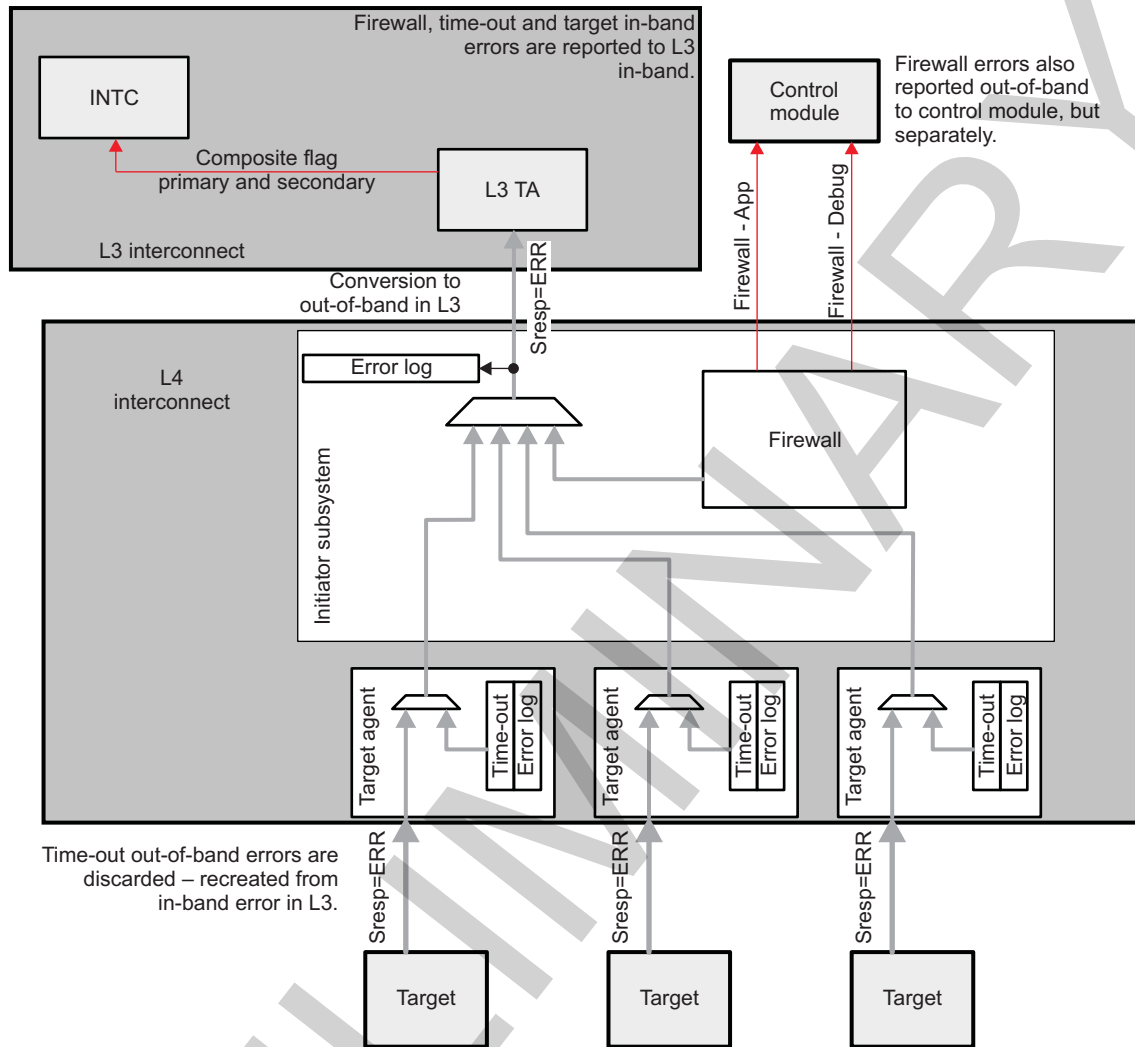 Firewall, time-out and target in-band
errors are reported to L3
in-band.
INTC
Composite flag
primary and secondary
L3 TA
L3 interconnect
Control
module
Firewall errors also
reported out-of-band
to control module, but
separately.
Firewall - App
Firewall - Debug
Conversion to
out-of-band in L3
Sresp=ERR
L4
interconnect
Error log
Firewall
Initiator subsystem
Target agent
Time-out
Error log
Target agent
Time-out
Error log
Target agent
Time-out
Error log
Time-out out-of-band errors are
discarded – recreated from
in-band error in L3.
Sresp=ERR
Sresp=ERR
Sresp=ERR
Target
Target
Target